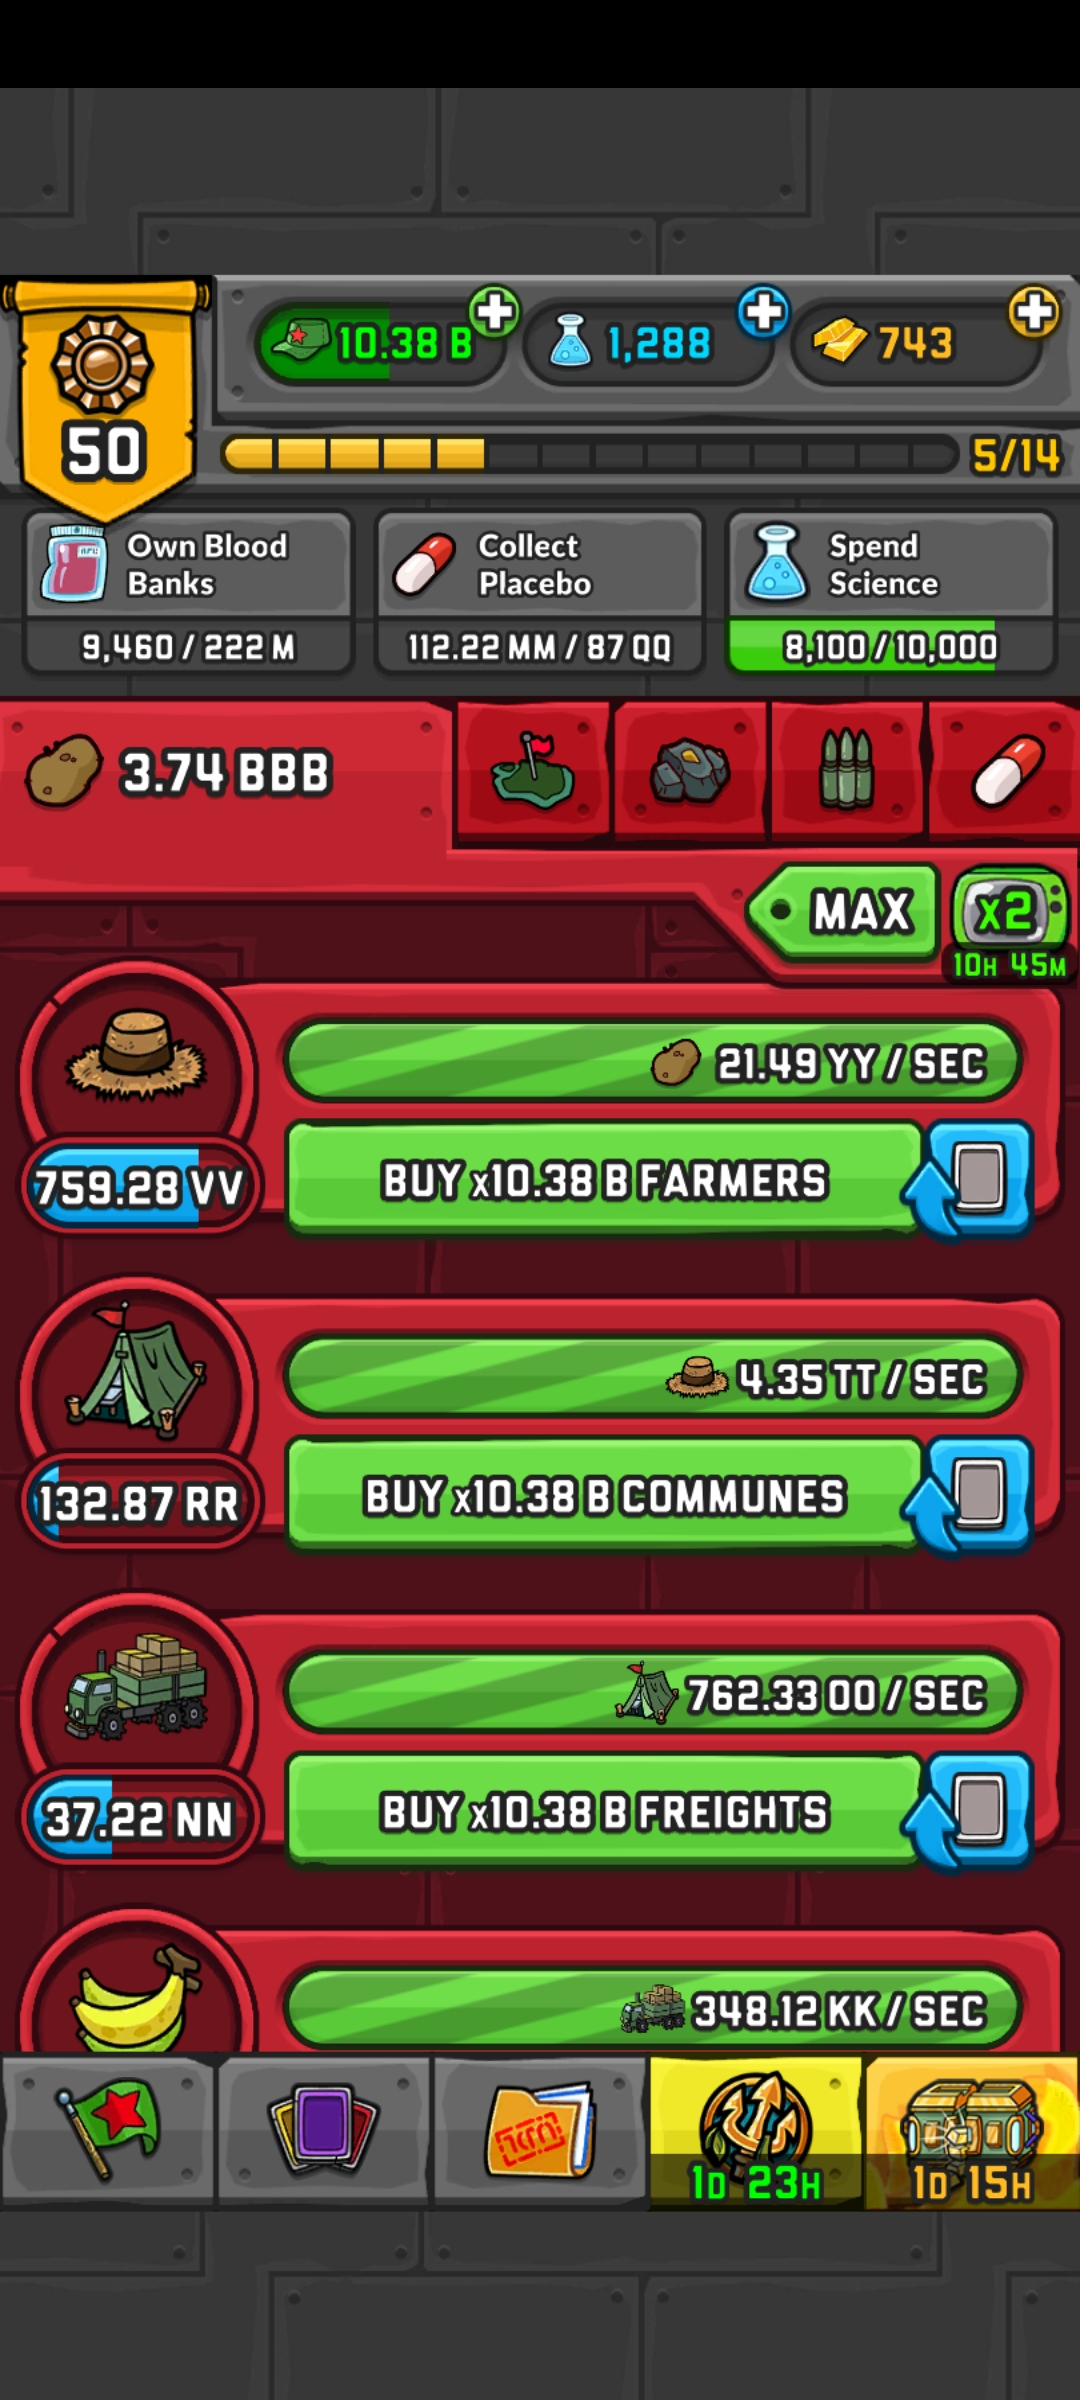 10.38 B
1,288
743
50
5/14
Own Blood
Banks
9,460 / 222 M
Collect
Placebo
112.22 MM / 87 QQ
Spend
Science
8,100 / 10,000
3.74 BBB
MAX
x2
10H 45M
21.49 YY / SEC
759.28 VV
BUY x10.38 B FARMERS
4.35 TT / SEC
132.87 RR
BUY x10.38 B COMMUNES
762.33 OO / SEC
37.22 NN
BUY x10.38 B FREIGHTS
348.12 KK / SEC
1D 23H
1D 15H